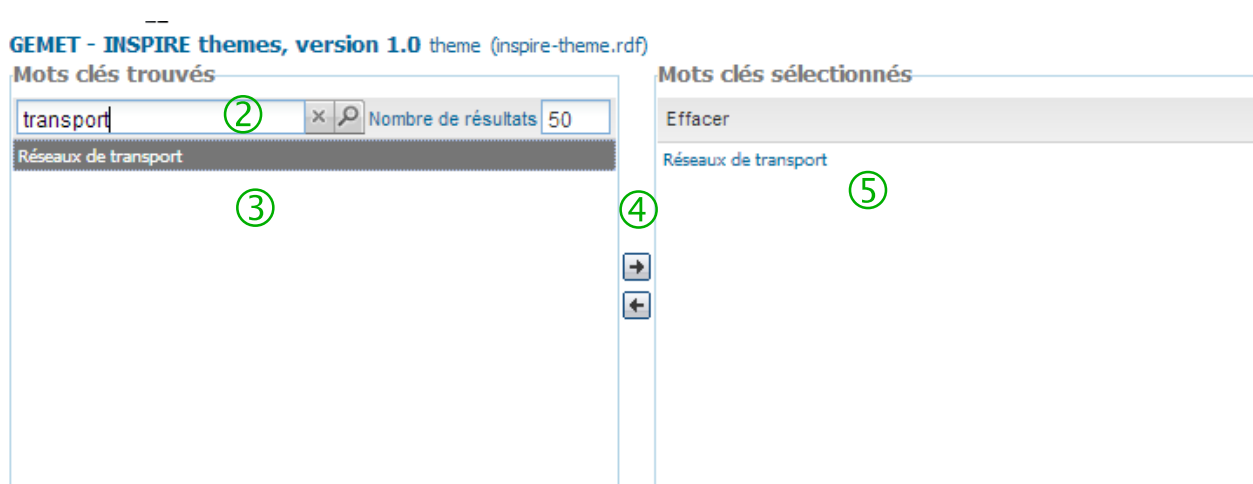 GEMET - INSPIRE themes, version 1.0 theme (inspire-theme.rdf)
Mots clés trouvés
transport ② Nombre de résultats 50
Réseaux de transport
③
④
Mots clés sélectionnés
Effacer
Réseaux de transport
⑤